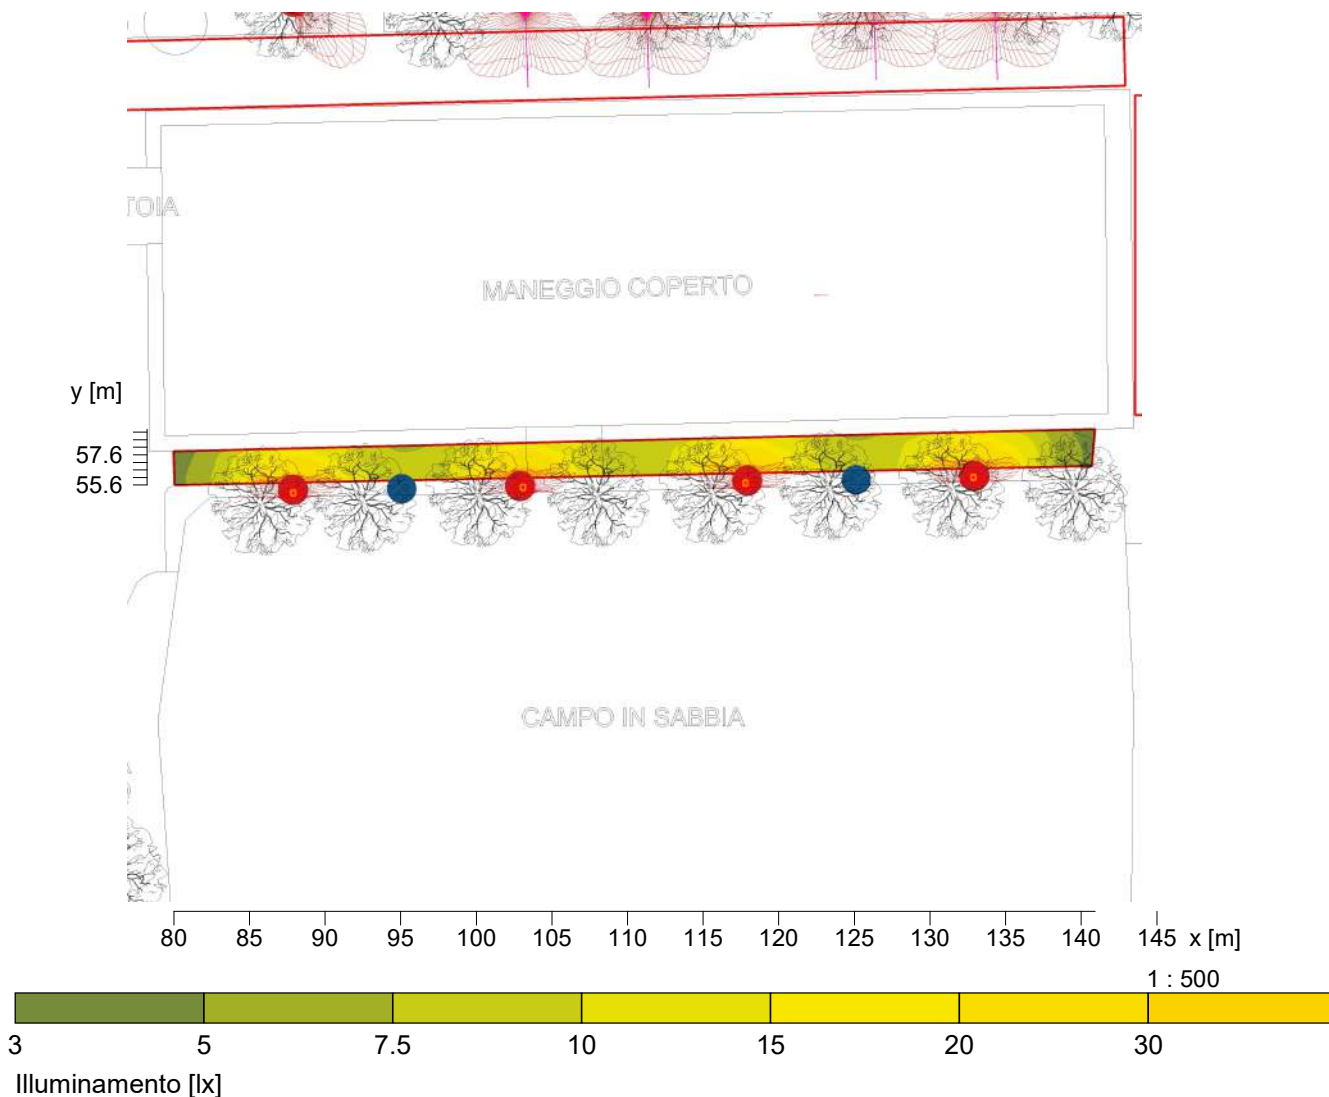 TOIA
MANEGGIO COPERTO
y [m]
57.6
55.6
CAMPO IN SABBIA
80 85 90 95 100 105 110 115 120 125 130 135 140 145 x [m]
1 : 500
3 5 7.5 10 15 20 30
Illuminamento [lx]